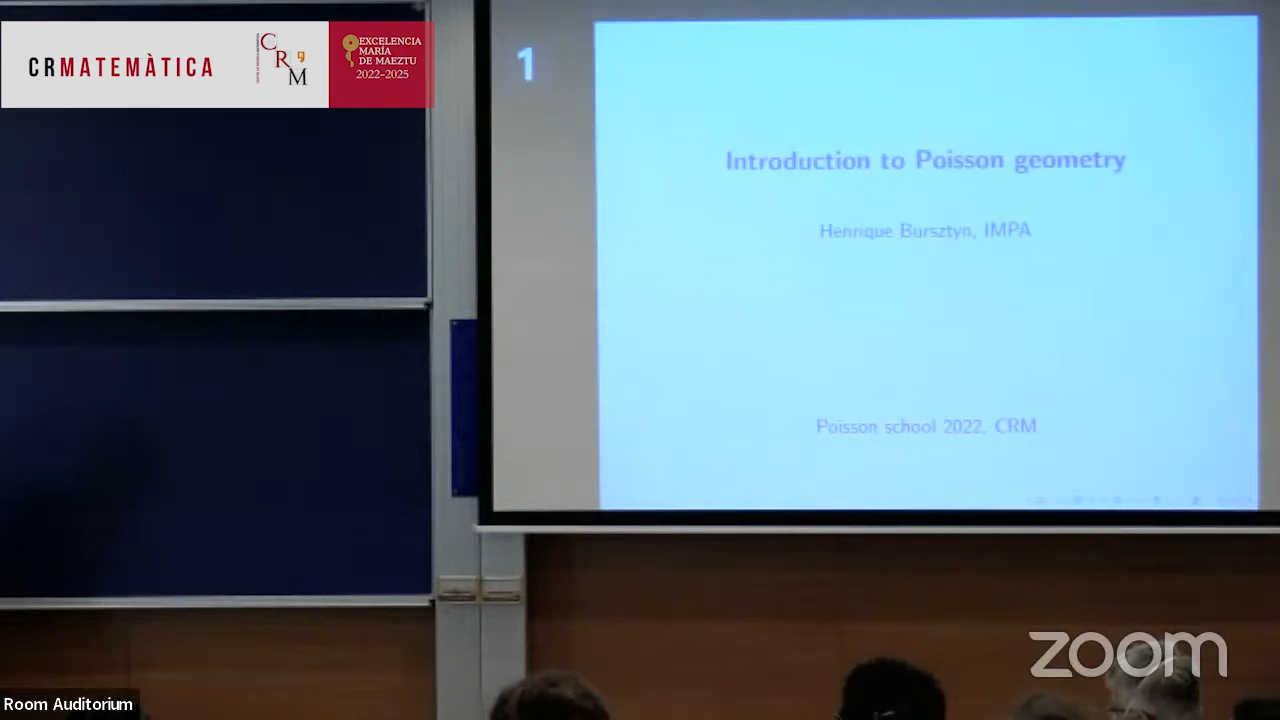 CRMATEMÀTICA
CRM
EXCELENCIA
MARÍA
DE MAEZTU
2022-2025
1
Introduction to Poisson geometry
Henrique Bursztyn, IMPA
Poisson school 2022, CRM
zoom
Room Auditorium